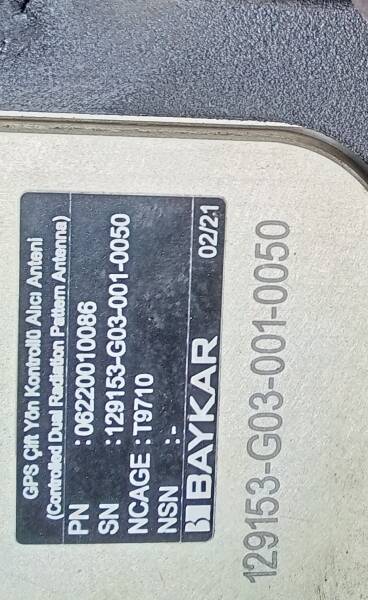 GPS Çift Yön Kontrollü Alıcı Anteni
(Controlled Dual Radiation Pattern Antenna)
PN : 06220010086
SN : 129153-G03-001-0050
NCAGE : T9710
NSN : -
BAYKAR 02/21
129153-G03-001-0050